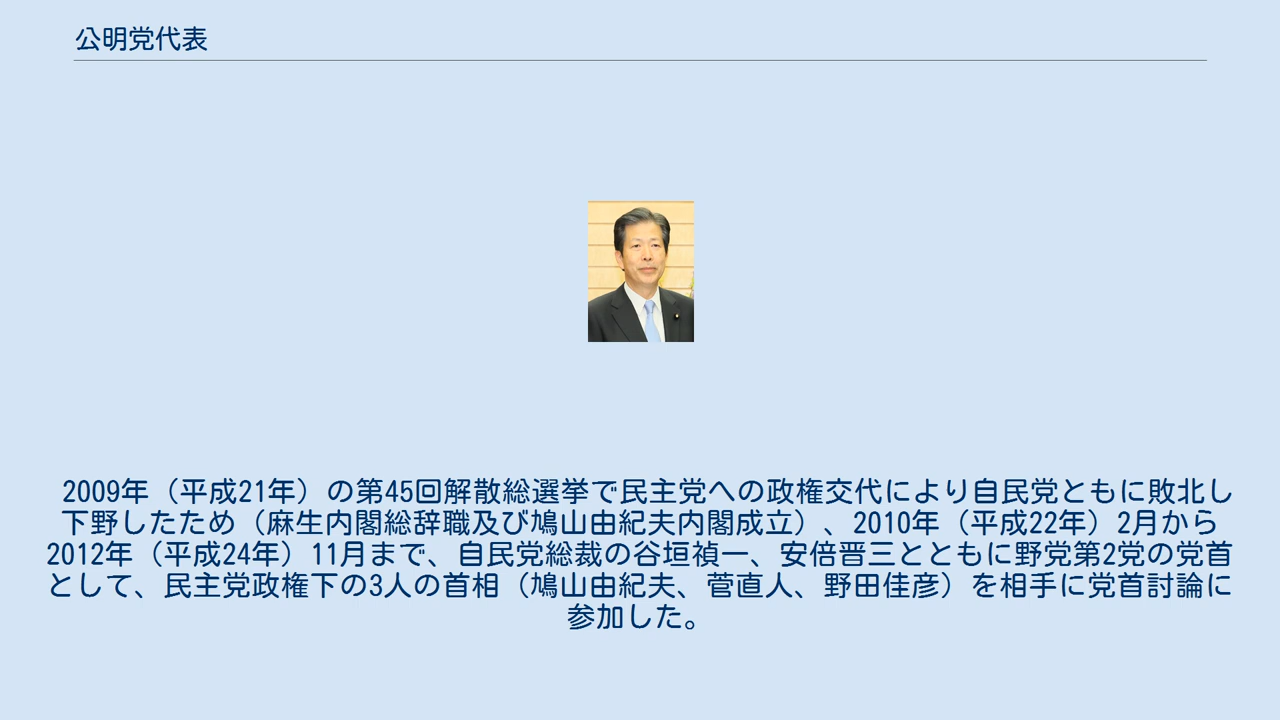 公明党代表
2009年（平成21年）の第45回解散総選挙で民主党への政権交代により自民党ともに敗北し
下野したため（麻生内閣総辞職及び鳩山由紀夫内閣成立）、2010年（平成22年）2月から
2012年（平成24年）11月まで、自民党総裁の谷垣禎一、安倍晋三とともに野党第2党の党首
として、民主党政権下の3人の首相（鳩山由紀夫、菅直人、野田佳彦）を相手に党首討論に
参加した。